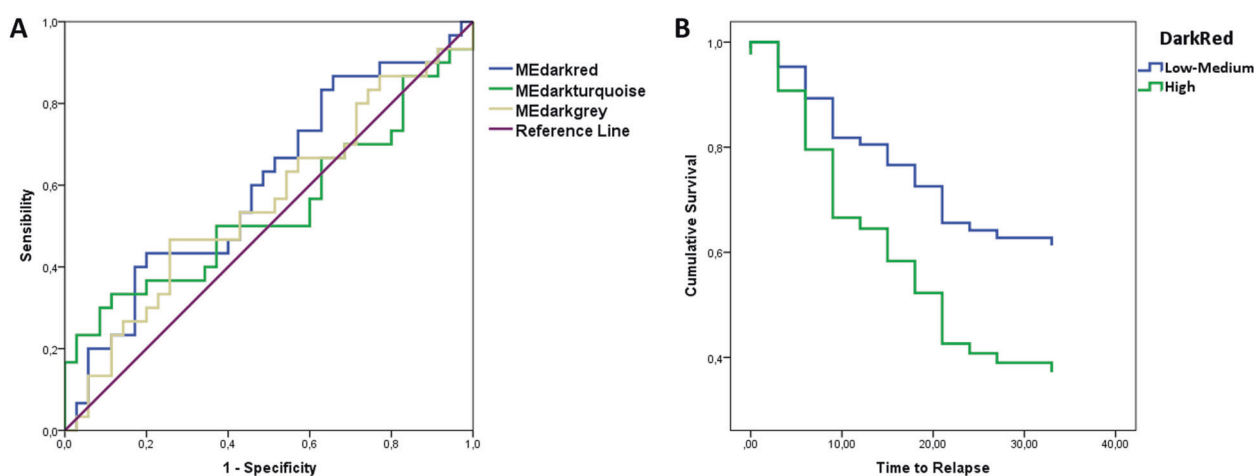 A
1,0
0,8
0,6
0,4
0,2
0,0
Sensibility
0,0 0,2 0,4 0,6 0,8 1,0
1 - Specificity
MEdarkred
MEdarkturquoise
MEdarkgrey
Reference Line
B
1,0
0,8
0,6
0,4
Cumulative Survival
,00 10,00 20,00 30,00 40,00
Time to Relapse
DarkRed
Low-Medium
High